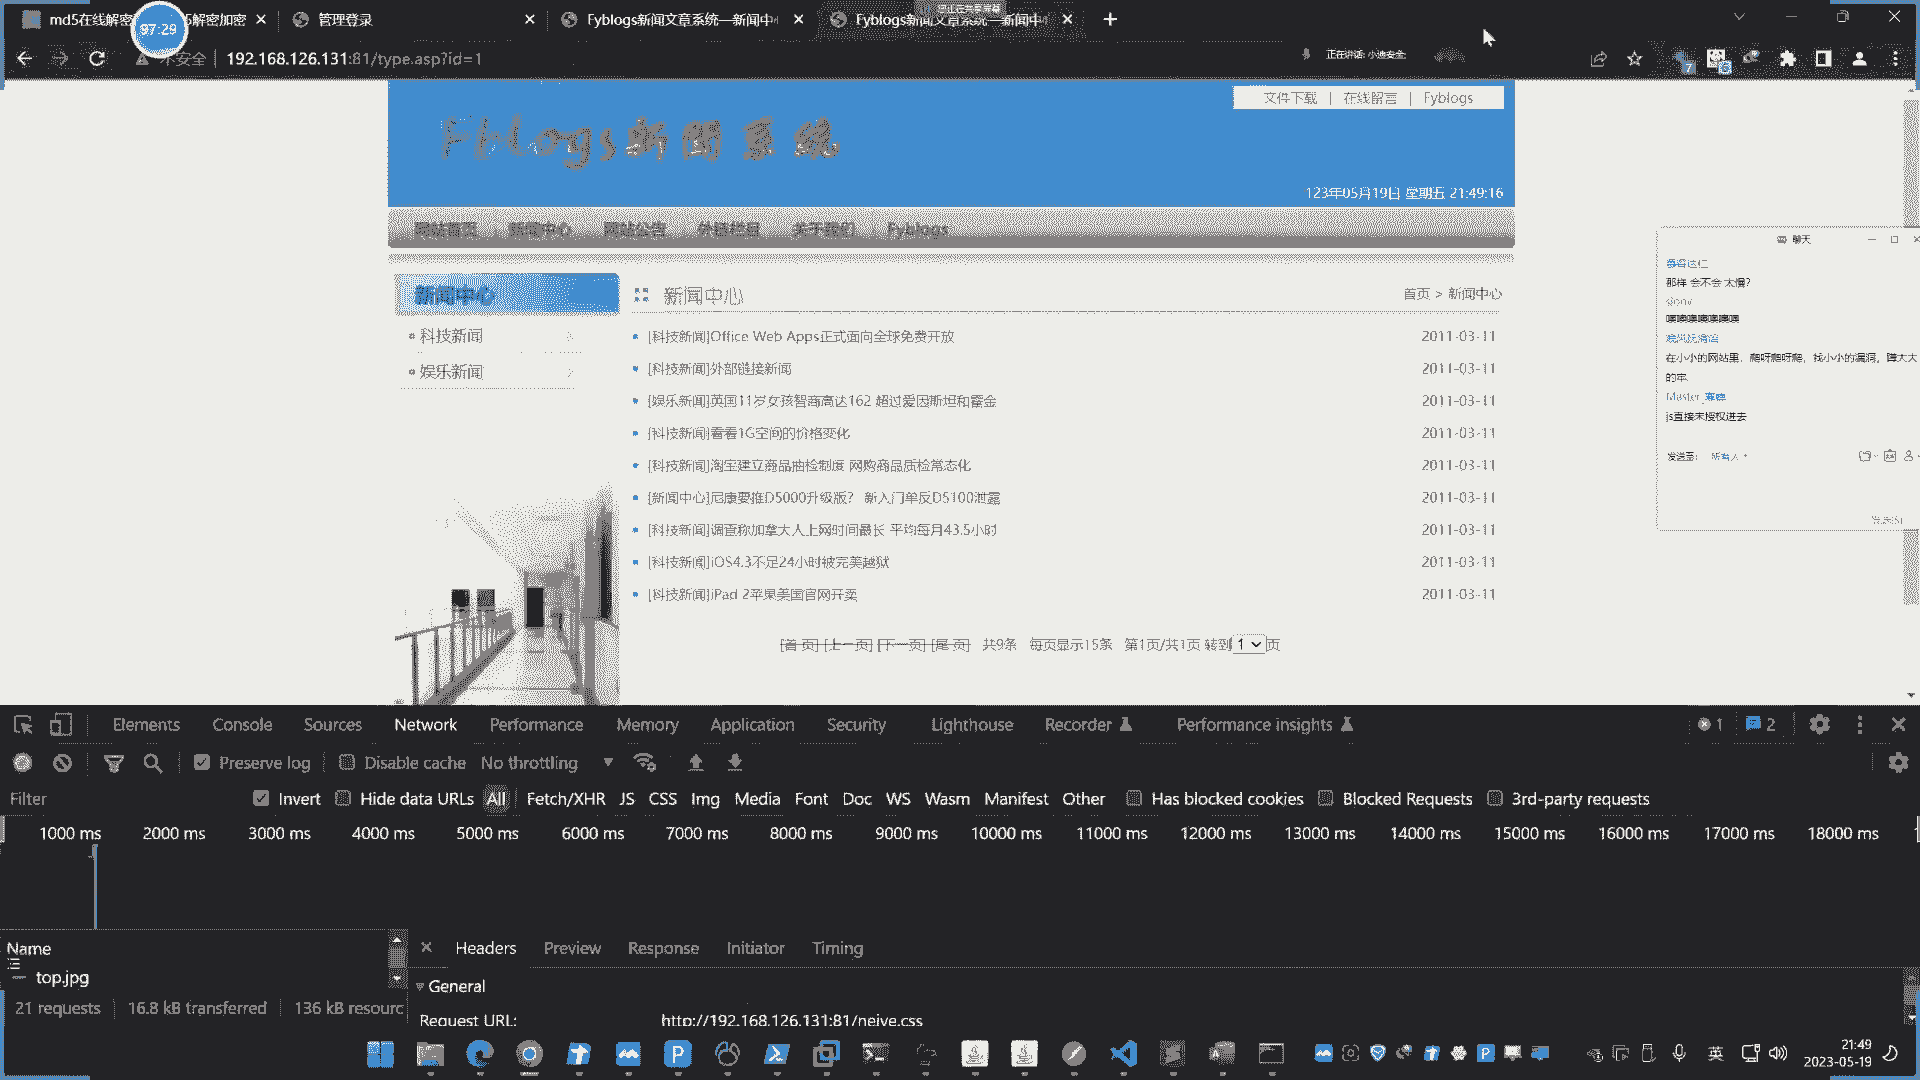 md5在线解密 5解密加密
97:29
管理登录
Fyblogs新闻文章系统—新闻中
Fyblogs新闻文章系统—新闻中
不安全 192.168.126.131:81/type.asp?id=1
正在讲话: 小迪安全
7
文件下载 | 在线留言 | Fyblogs
Fyblogs新闻系统
123年05月19日 星期五 21:49:16
网站首页 新闻中心 网站公告 外链栏目 关于我们 Fyblogs
新闻中心
科技新闻
娱乐新闻
新闻中心
首页 > 新闻中心
[科技新闻]Office Web Apps正式面向全球免费开放 2011-03-11
[科技新闻]外部链接新闻 2011-03-11
[娱乐新闻]英国11岁女孩智商高达162 超过爱因斯坦和霍金 2011-03-11
[科技新闻]看看1G空间的价格变化 2011-03-11
[科技新闻]淘宝建立商品抽检制度 网购商品质检常态化 2011-03-11
[新闻中心]尼康要推D5000升级版? 新入门单反D5100泄露 2011-03-11
[科技新闻]调查称加拿大人上网时间最长 平均每月43.5小时 2011-03-11
[科技新闻]iOS4.3不足24小时被完美越狱 2011-03-11
[科技新闻]iPad 2苹果美国官网开卖 2011-03-11
[首 页] [上一页] [下一页] [尾 页] 共9条 每页显示15条 第1页/共1页 转到 1 页
聊天
那样 会不会 太慢?
噢噢噢噢噢噢噢
在小小的网站里，爬呀爬呀爬，找小小的漏洞，蹲大大
的牢.
js直接未授权进去
发送至: 所有人
Elements Console Sources Network Performance Memory Application Security Lighthouse Recorder Performance insights 1 2
Preserve log Disable cache No throttling
Filter Invert Hide data URLs All Fetch/XHR JS CSS Img Media Font Doc WS Wasm Manifest Other Has blocked cookies Blocked Requests 3rd-party requests
1000 ms 2000 ms 3000 ms 4000 ms 5000 ms 6000 ms 7000 ms 8000 ms 9000 ms 10000 ms 11000 ms 12000 ms 13000 ms 14000 ms 15000 ms 16000 ms 17000 ms 18000 ms
Name
top.jpg
21 requests 16.8 kB transferred 136 kB resourc
Headers Preview Response Initiator Timing
General
Request URL: http://192.168.126.131:81/neive.css
英
21:49
2023-05-19